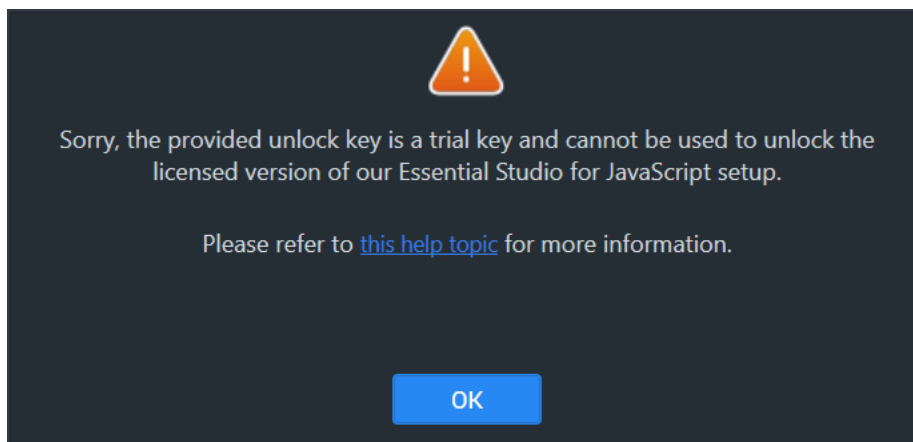 Sorry, the provided unlock key is a trial key and cannot be used to unlock the
licensed version of our Essential Studio for JavaScript setup.
Please refer to this help topic for more information.
OK